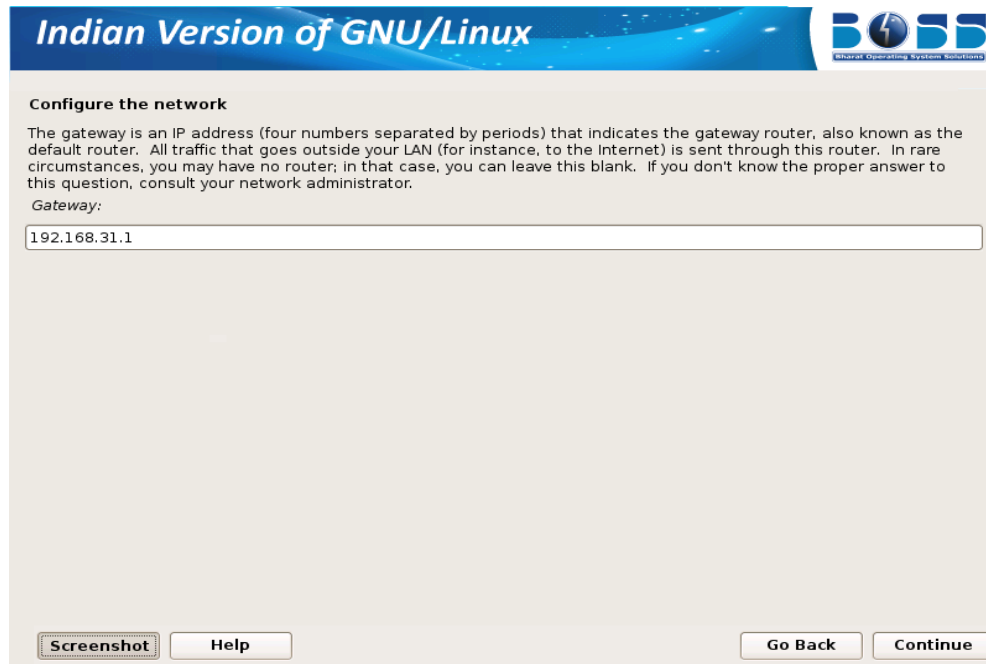 Indian Version of GNU/Linux
BOSS
Bharat Operating System Solutions
Configure the network
The gateway is an IP address (four numbers separated by periods) that indicates the gateway router, also known as the
default router.  All traffic that goes outside your LAN (for instance, to the Internet) is sent through this router.  In rare
circumstances, you may have no router; in that case, you can leave this blank.  If you don't know the proper answer to
this question, consult your network administrator.
Gateway:
192.168.31.1
Screenshot Help Go Back Continue